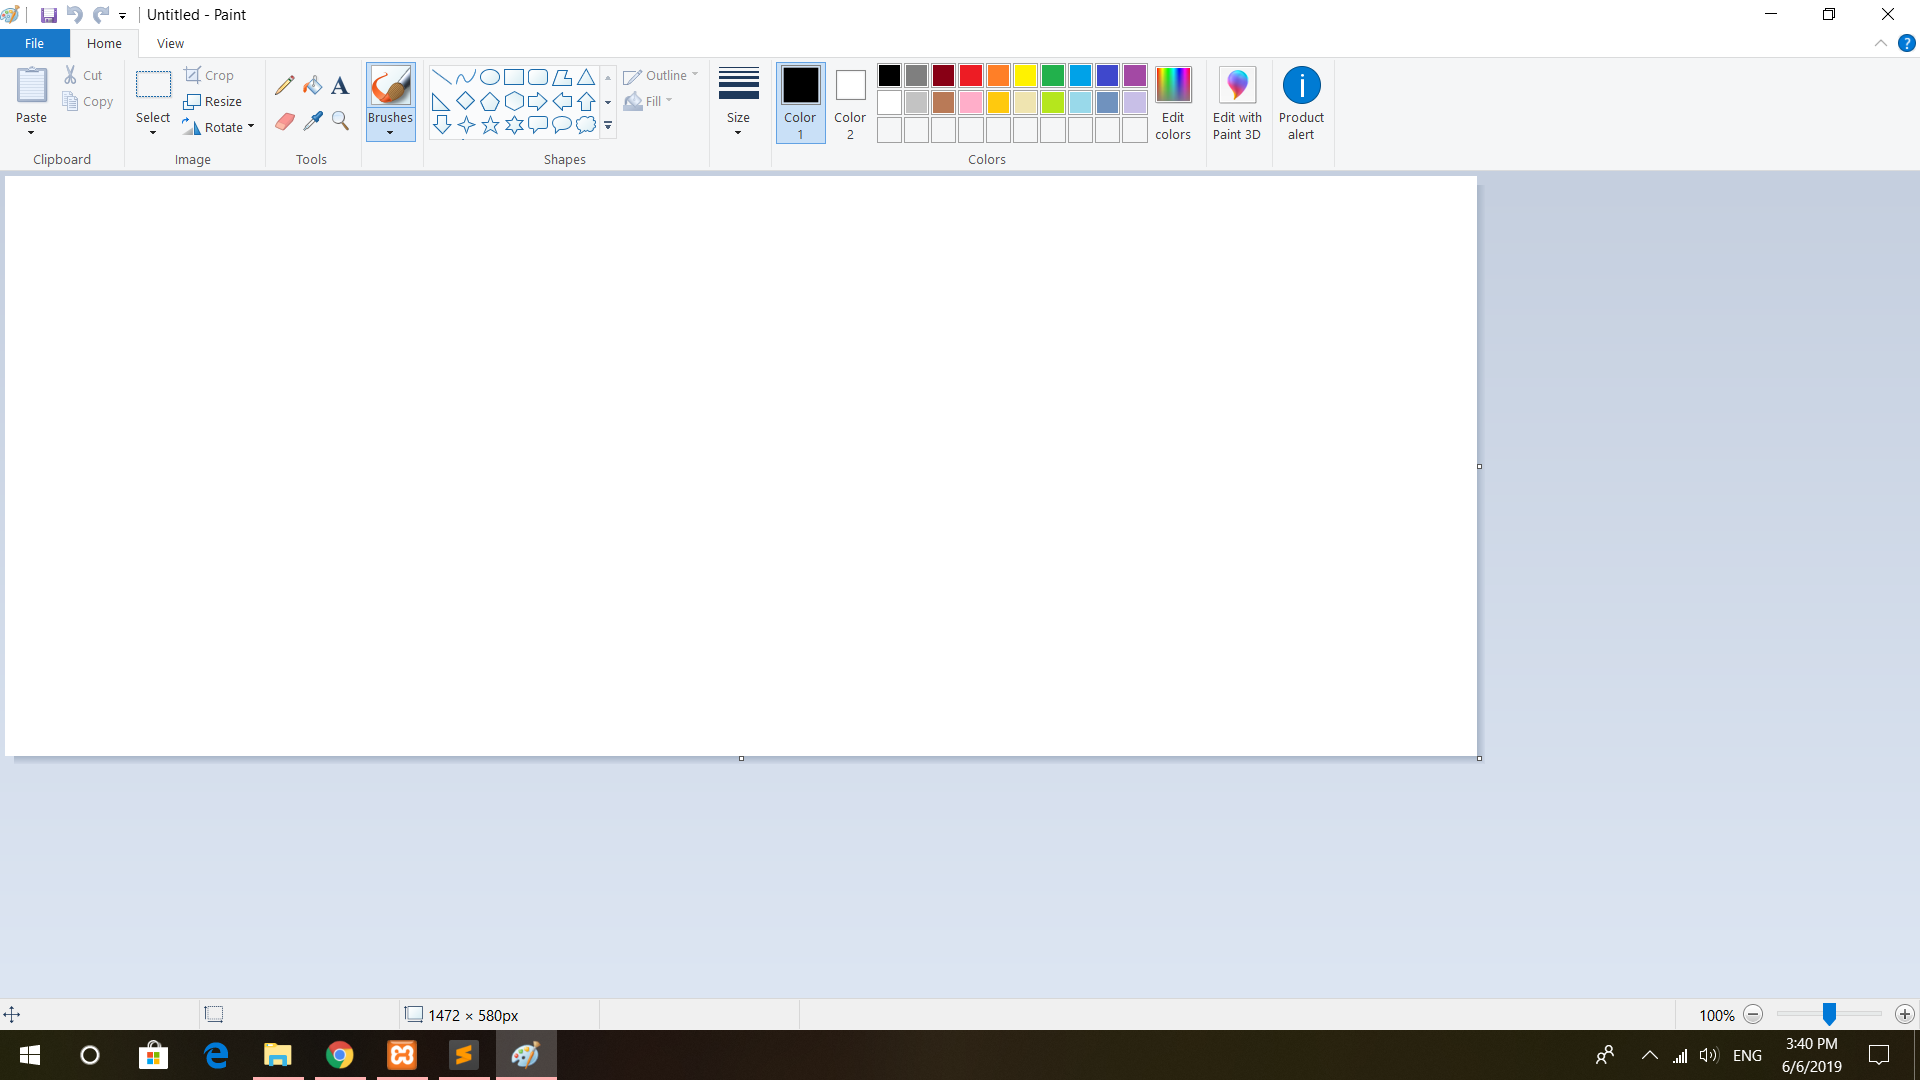 Untitled - Paint
File Home View
Paste
Cut
Copy
Clipboard
Select
Crop
Resize
Rotate
Image
A
Tools
Brushes
Shapes
Outline
Fill
Size
Color 1
Color 2
Colors
Edit colors
Edit with Paint 3D
Product alert
1472 × 580px
100%
ENG
3:40 PM
6/6/2019